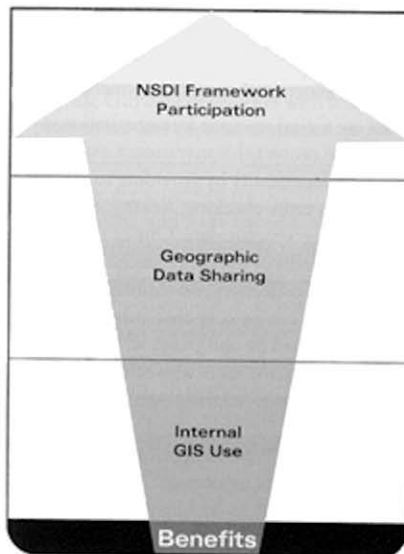 NSDI Framework
Participation
Geographic
Data Sharing
Internal
GIS Use
Benefits